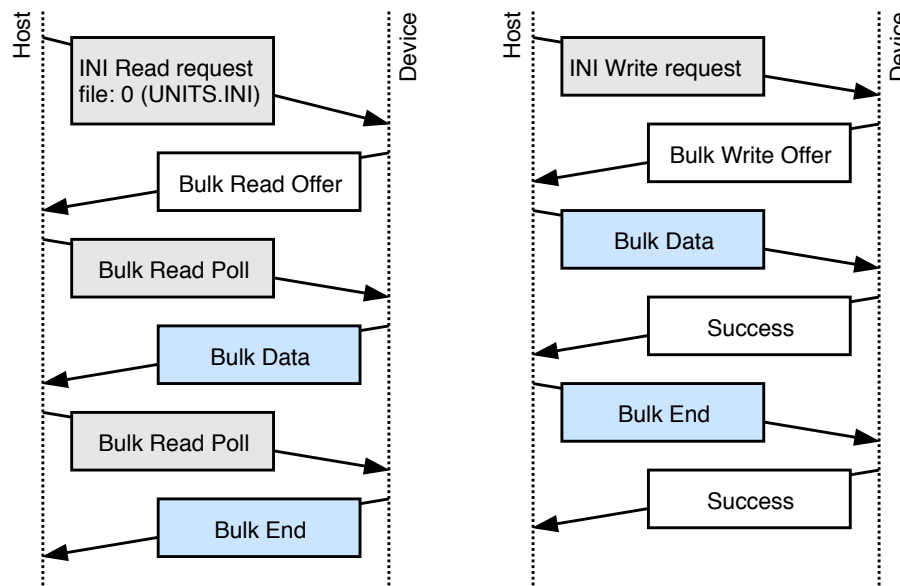 Host
Device
INI Read request
file: 0 (UNITS.INI)
Bulk Read Offer
Bulk Read Poll
Bulk Data
Bulk Read Poll
Bulk End
Host
Device
INI Write request
Bulk Write Offer
Bulk Data
Success
Bulk End
Success